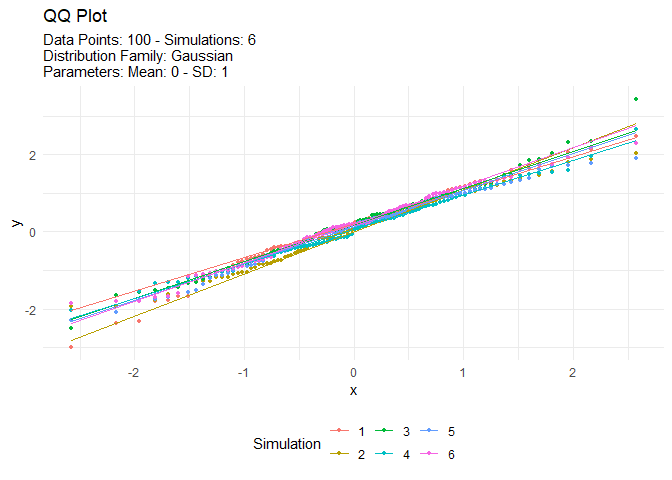 QQ Plot
Data Points: 100 - Simulations: 6
Distribution Family: Gaussian
Parameters: Mean: 0 - SD: 1
y
2
0
-2
-2 -1 0 1 2
x
Simulation 1 3 5
2 4 6